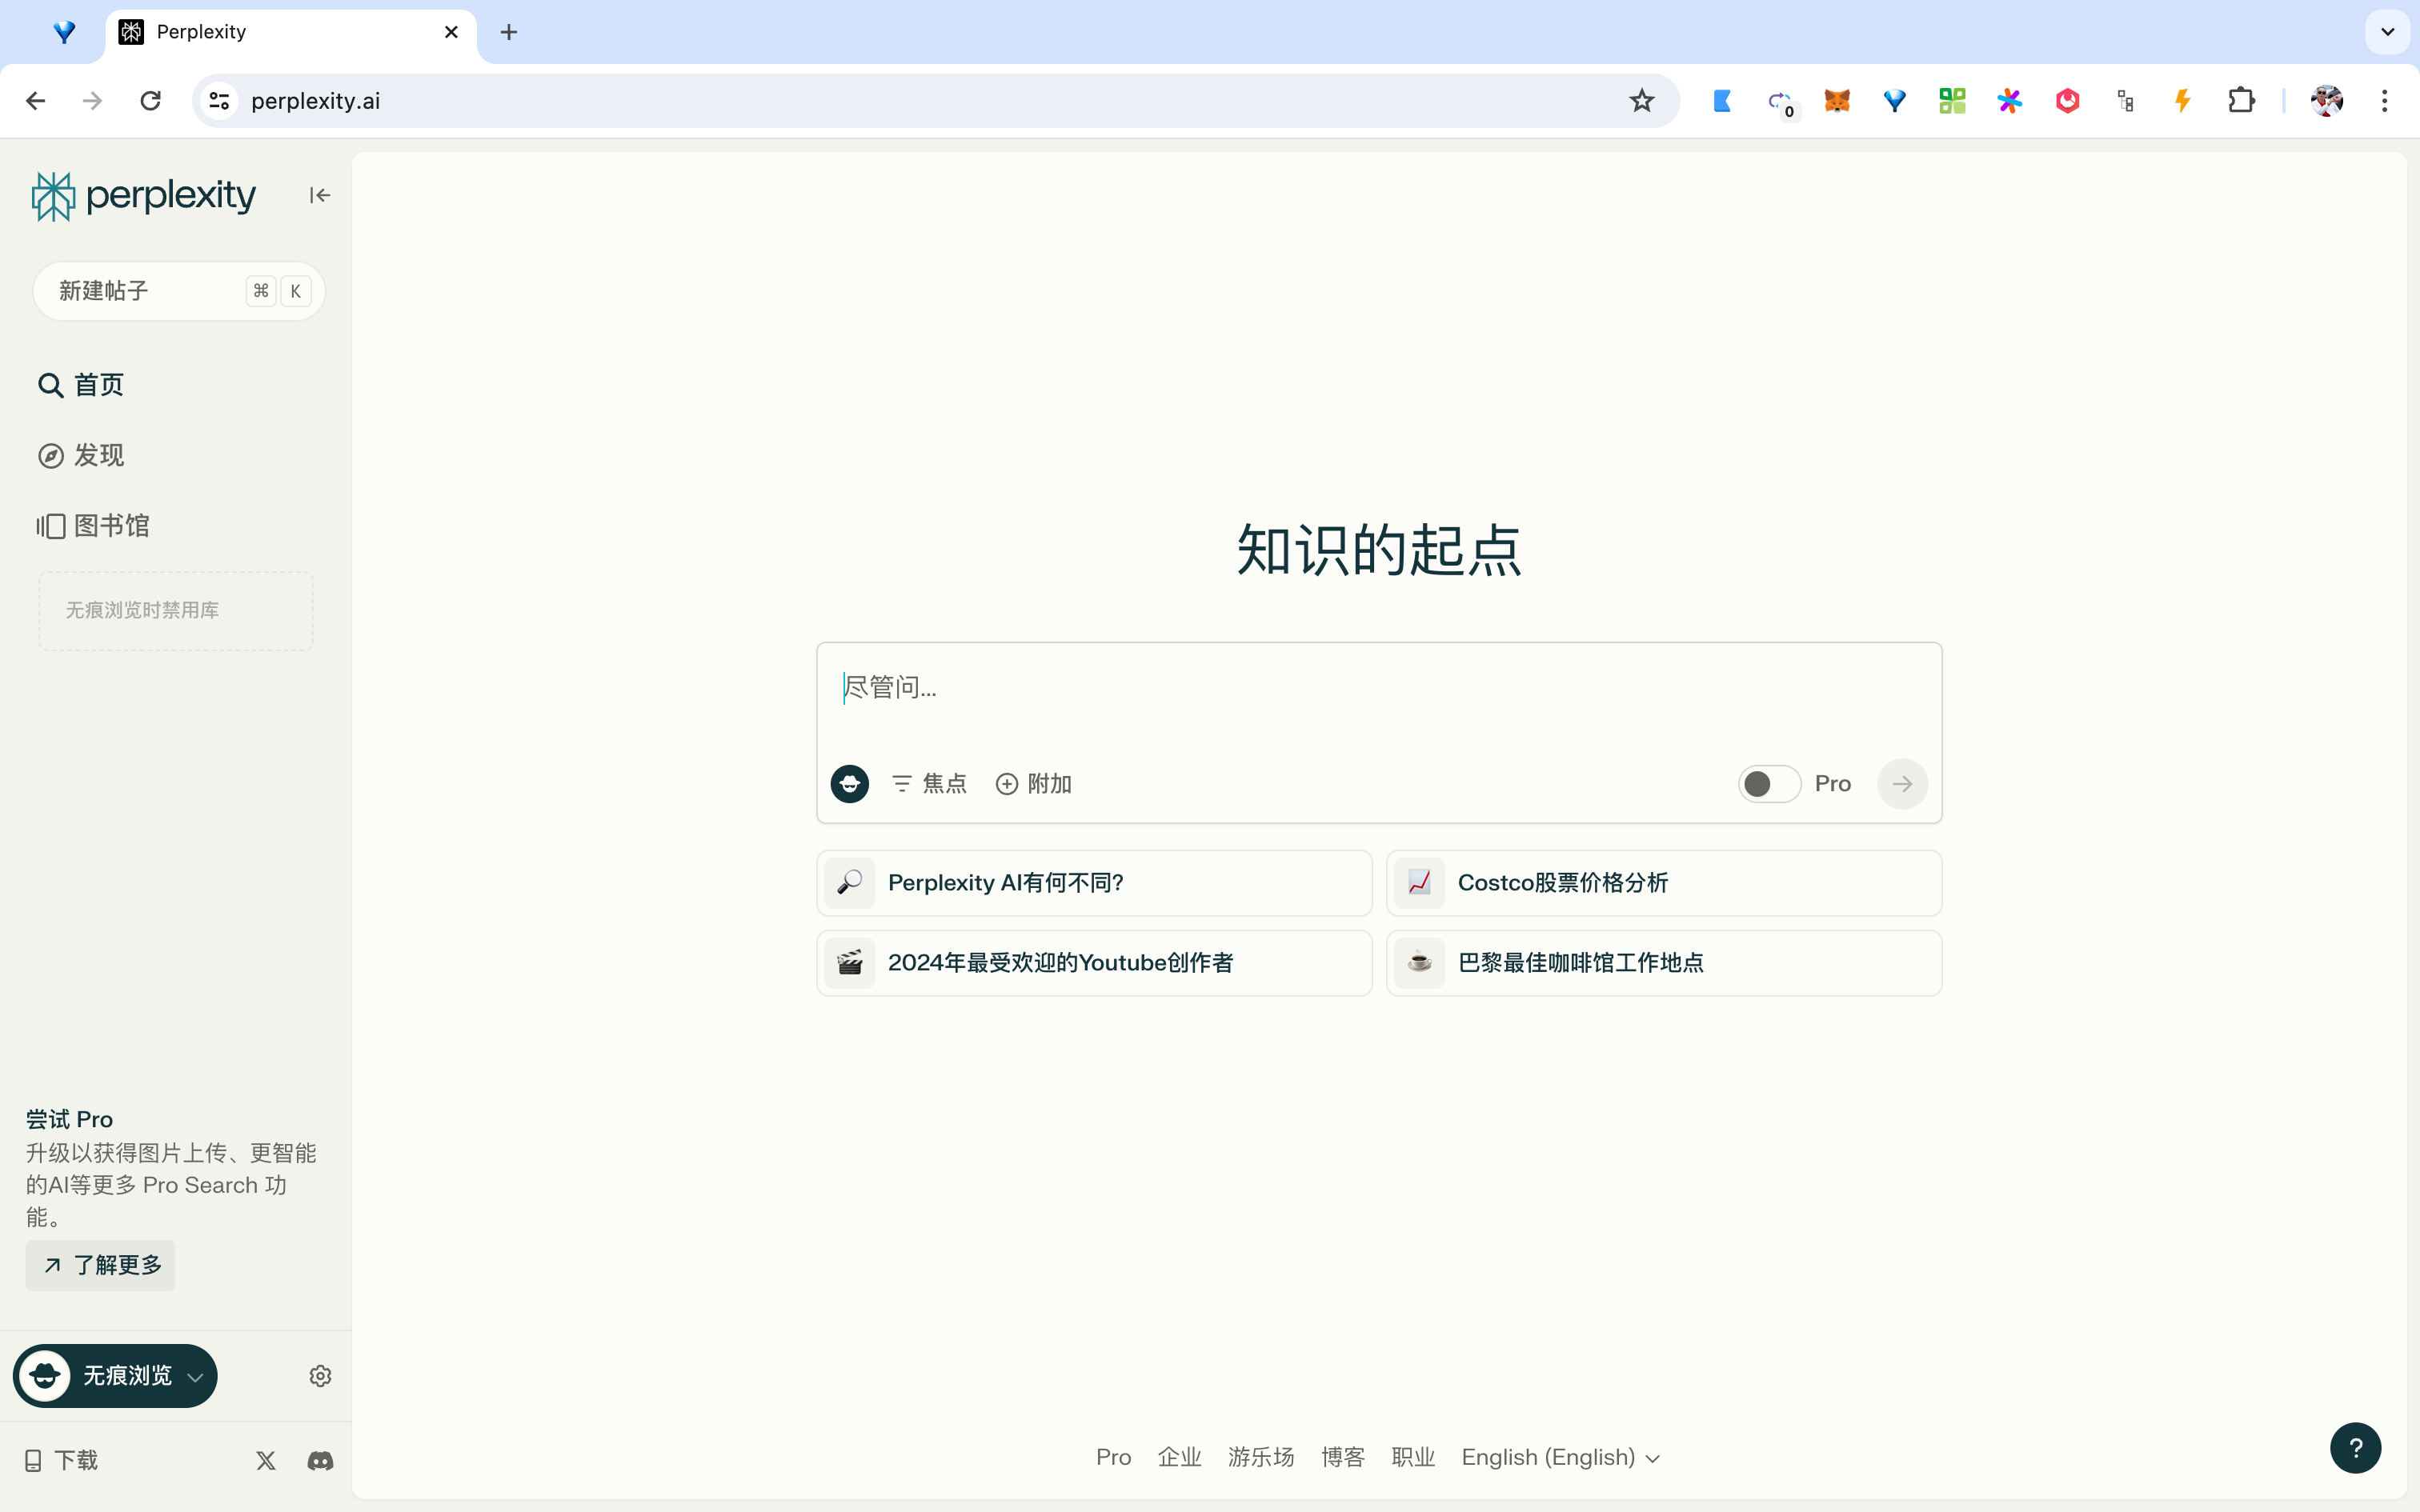 Perplexity
perplexity.ai
0
perplexity
新建帖子 ⌘ K
首页
发现
图书馆
无痕浏览时禁用库
知识的起点
尽管问...
焦点 附加 Pro
Perplexity AI有何不同?
Costco股票价格分析
2024年最受欢迎的Youtube创作者
巴黎最佳咖啡馆工作地点
尝试 Pro
升级以获得图片上传、更智能
的AI等更多 Pro Search 功
能。
了解更多
无痕浏览
下载
Pro 企业 游乐场 博客 职业 English (English)
?